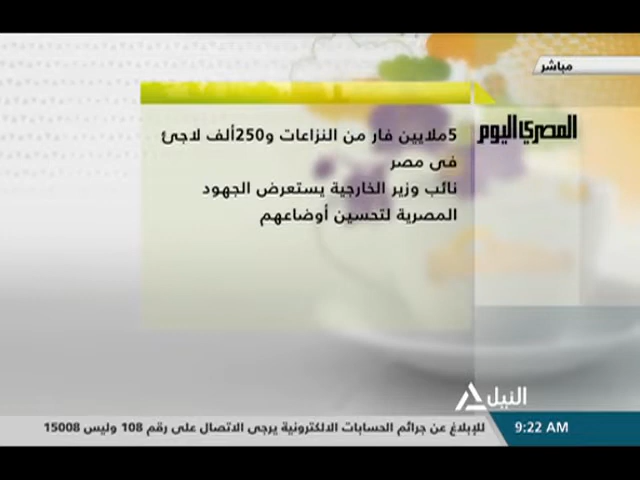 مباشر
المصري اليوم
5ملايين فار من النزاعات و250ألف لاجئ
فى مصر
نائب وزير الخارجية يستعرض الجهود
المصرية لتحسين أوضاعهم
النيل
للإبلاغ عن جرائم الحسابات الالكترونية يرجى الاتصال على رقم 108 وليس 15008
9:22 AM